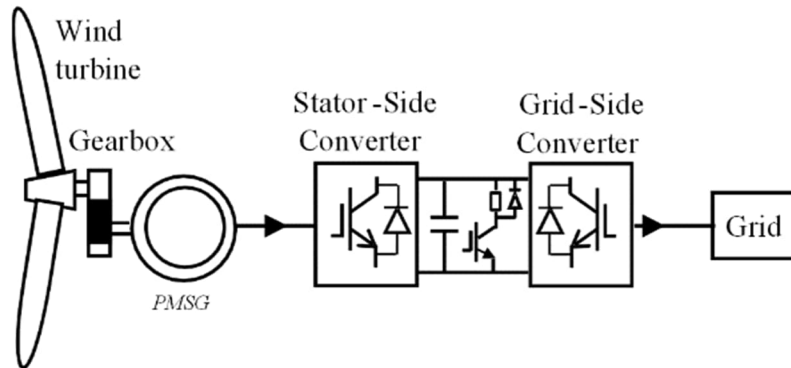 Wind
turbine
Gearbox
PMSG
Stator-Side
Converter
Grid-Side
Converter
Grid